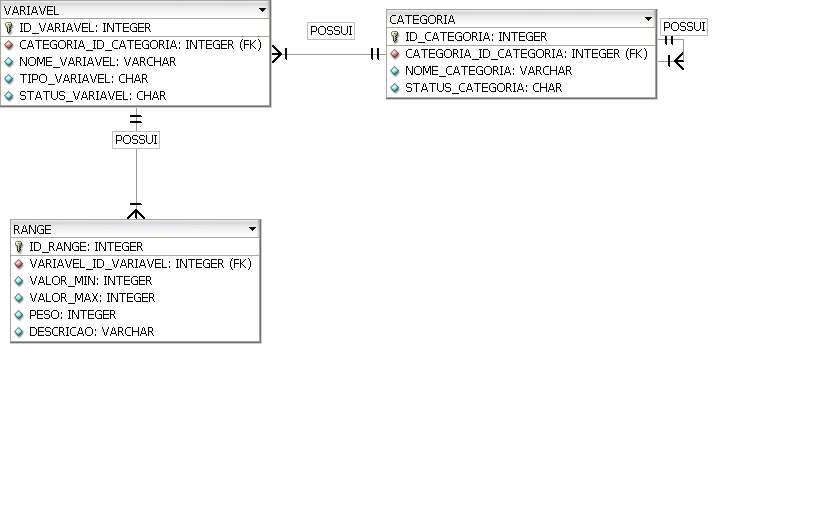 VARIAVEL
ID_VARIAVEL: INTEGER
CATEGORIA_ID_CATEGORIA: INTEGER (FK)
NOME_VARIAVEL: VARCHAR
TIPO_VARIAVEL: CHAR
STATUS_VARIAVEL: CHAR
POSSUI
CATEGORIA
ID_CATEGORIA: INTEGER
CATEGORIA_ID_CATEGORIA: INTEGER (FK)
NOME_CATEGORIA: VARCHAR
STATUS_CATEGORIA: CHAR
POSSUI
POSSUI
RANGE
ID_RANGE: INTEGER
VARIAVEL_ID_VARIAVEL: INTEGER (FK)
VALOR_MIN: INTEGER
VALOR_MAX: INTEGER
PESO: INTEGER
DESCRICAO: VARCHAR